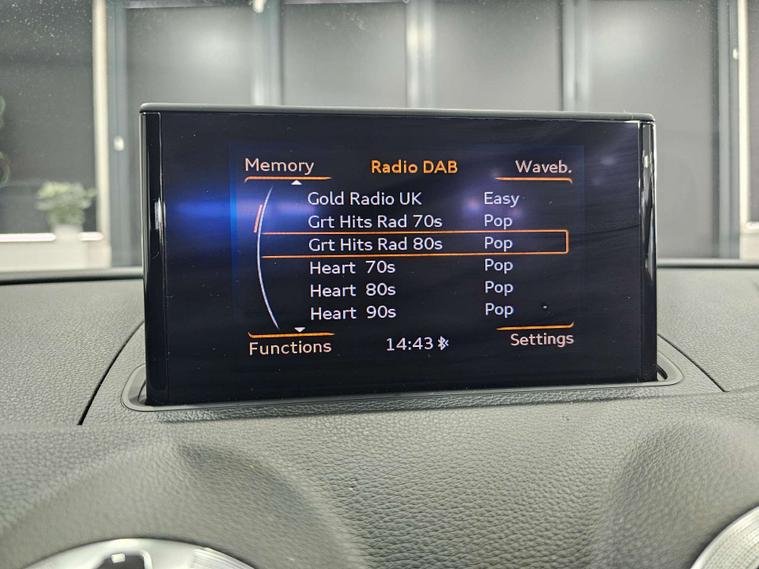 Memory Radio DAB Waveb.
Gold Radio UK Easy
Grt Hits Rad 70s Pop
Grt Hits Rad 80s Pop
Heart 70s Pop
Heart 80s Pop
Heart 90s Pop
Functions 14:43 Settings